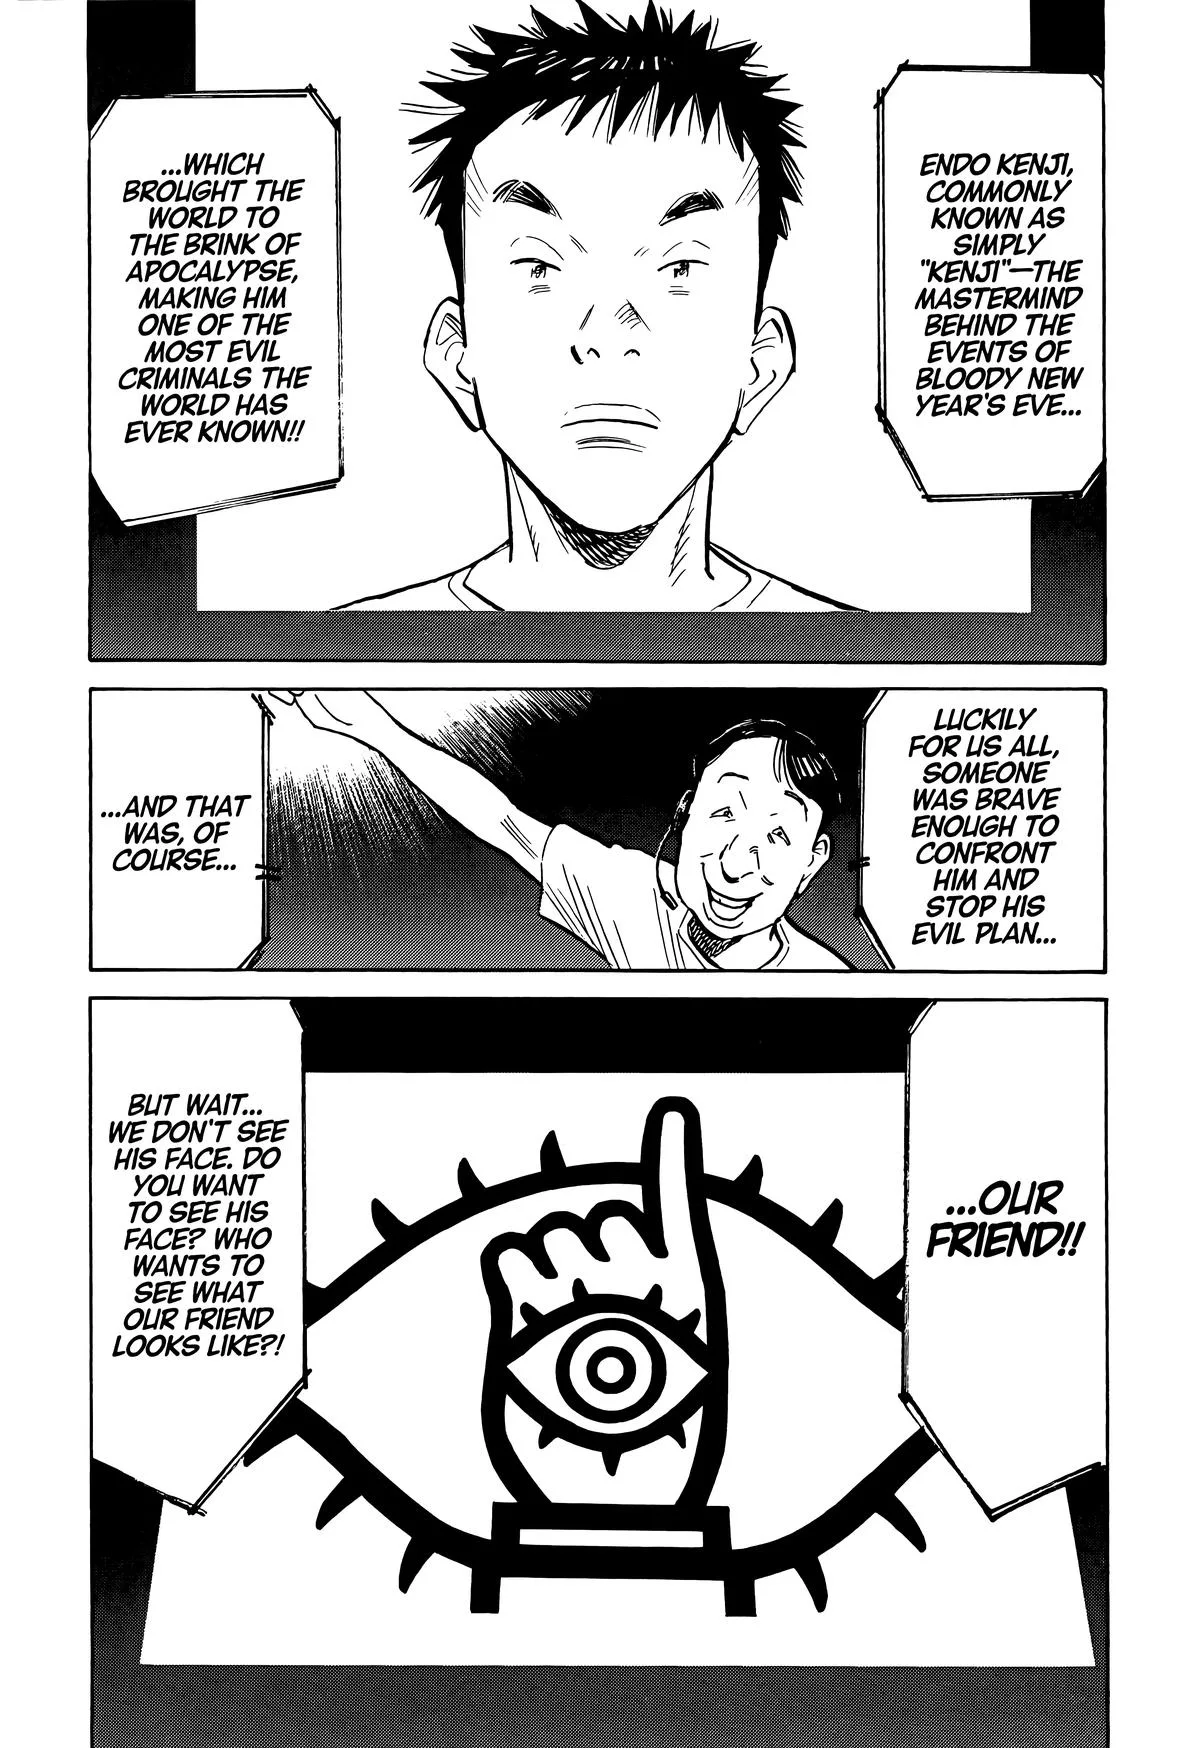 ENDO KENJI,
COMMONLY
KNOWN AS
SIMPLY
"KENJI"—THE
MASTERMIND
BEHIND THE
EVENTS OF
BLOODY NEW
YEAR'S EVE...
...WHICH
BROUGHT THE
WORLD TO
THE BRINK OF
APOCALYPSE,
MAKING HIM
ONE OF THE
MOST EVIL
CRIMINALS THE
WORLD HAS
EVER KNOWN!!
LUCKILY
FOR US ALL,
SOMEONE
WAS BRAVE
ENOUGH TO
CONFRONT
HIM AND
STOP HIS
EVIL PLAN...
...AND THAT
WAS, OF
COURSE...
...OUR
FRIEND!!
BUT WAIT...
WE DON'T SEE
HIS FACE. DO
YOU WANT
TO SEE HIS
FACE? WHO
WANTS TO
SEE WHAT
OUR FRIEND
LOOKS LIKE?!